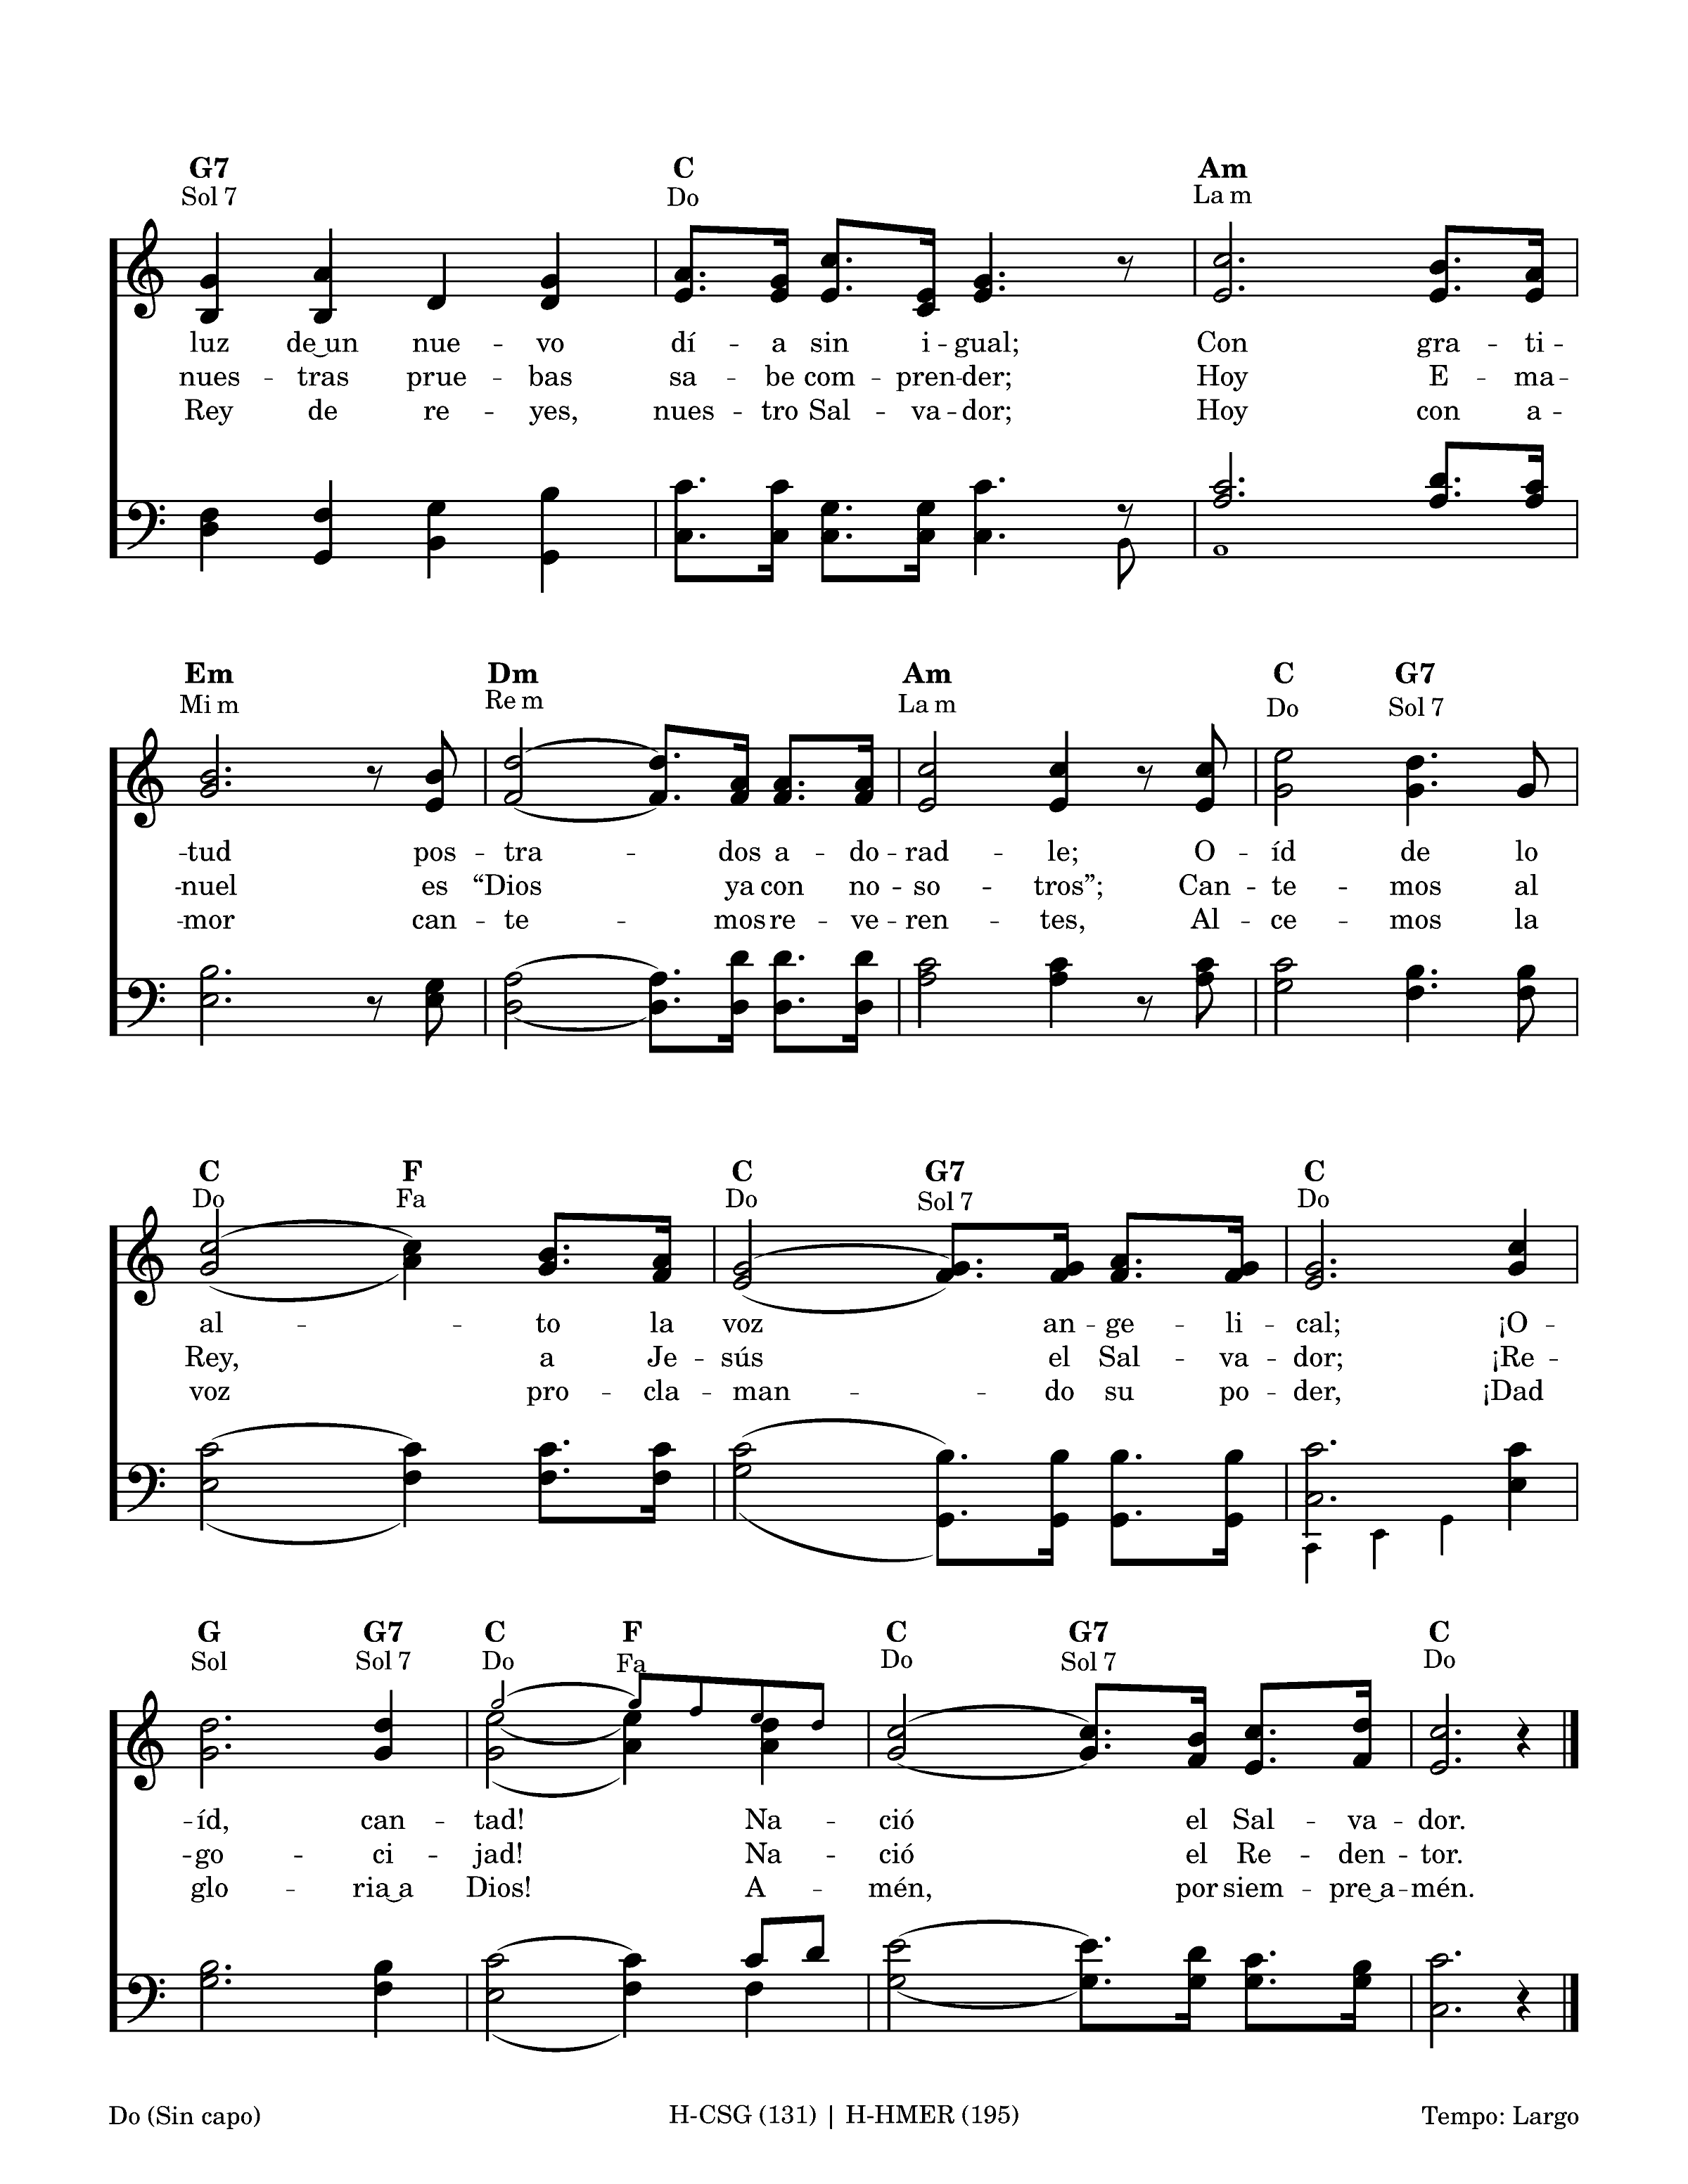 G7 C Am
Sol 7 Do La m
luz de‿un nue - vo dí - a sin i - gual; Con gra - ti -
nues - tras prue - bas sa - be com - pren - der; Hoy E - ma -
Rey de re - yes, nues - tro Sal - va - dor; Hoy con a -
Em Dm Am C G7
Mi m Re m La m Do Sol 7
-tud pos - tra - dos a - do - rad - le; O - íd de lo
-nuel es “Dios ya con no - so - tros”; Can - te - mos al
-mor can - te - mos re - ve - ren - tes, Al - ce - mos la
C F C G7 C
Do Fa Do Sol 7 Do
al - to la voz an - ge - li - cal; ¡O -
Rey, a Je - sús el Sal - va - dor; ¡Re -
voz pro - cla - man - do su po - der, ¡Dad
G G7 C F C G7 C
Sol Sol 7 Do Fa Do Sol 7 Do
-íd, can - tad! Na - ció el Sal - va - dor.
-go - ci - jad! Na - ció el Re - den - tor.
glo - ria‿a Dios! A - mén, por siem - pre‿a - mén.
Do (Sin capo) H-CSG (131) | H-HMER (195) Tempo: Largo